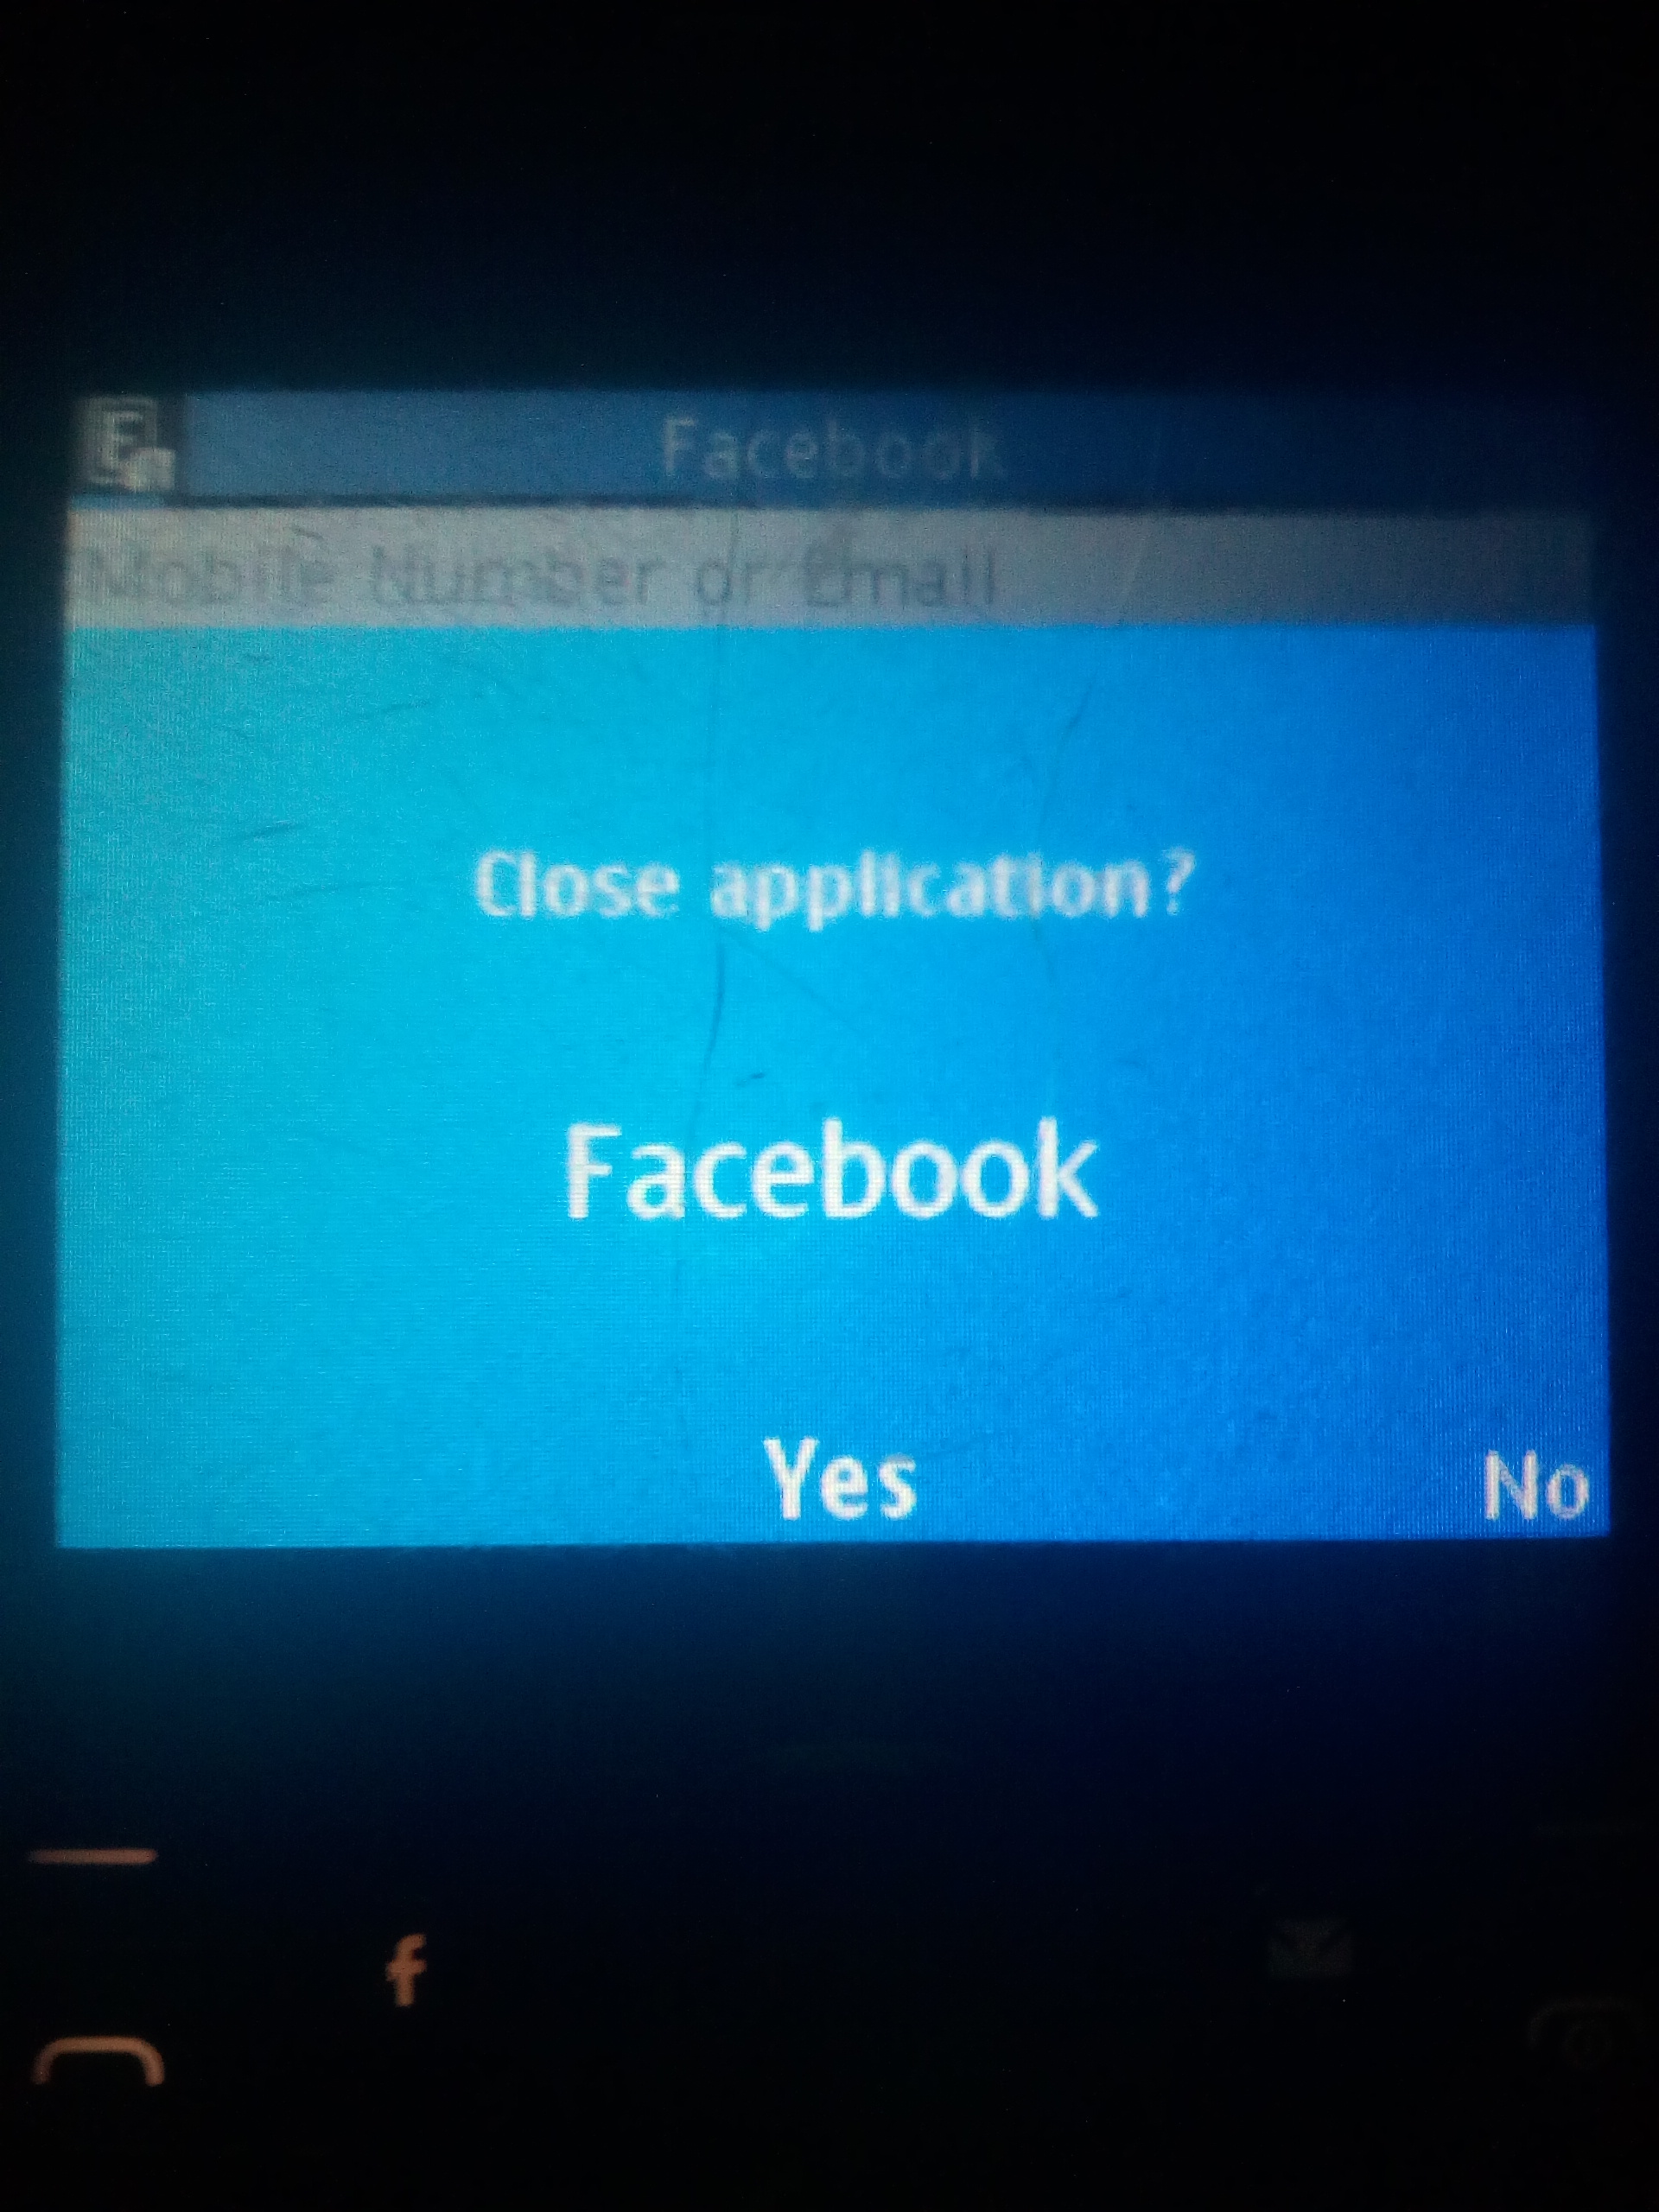 Facebook
Mobile Number or Email
Close application?
Facebook
Yes
No
f